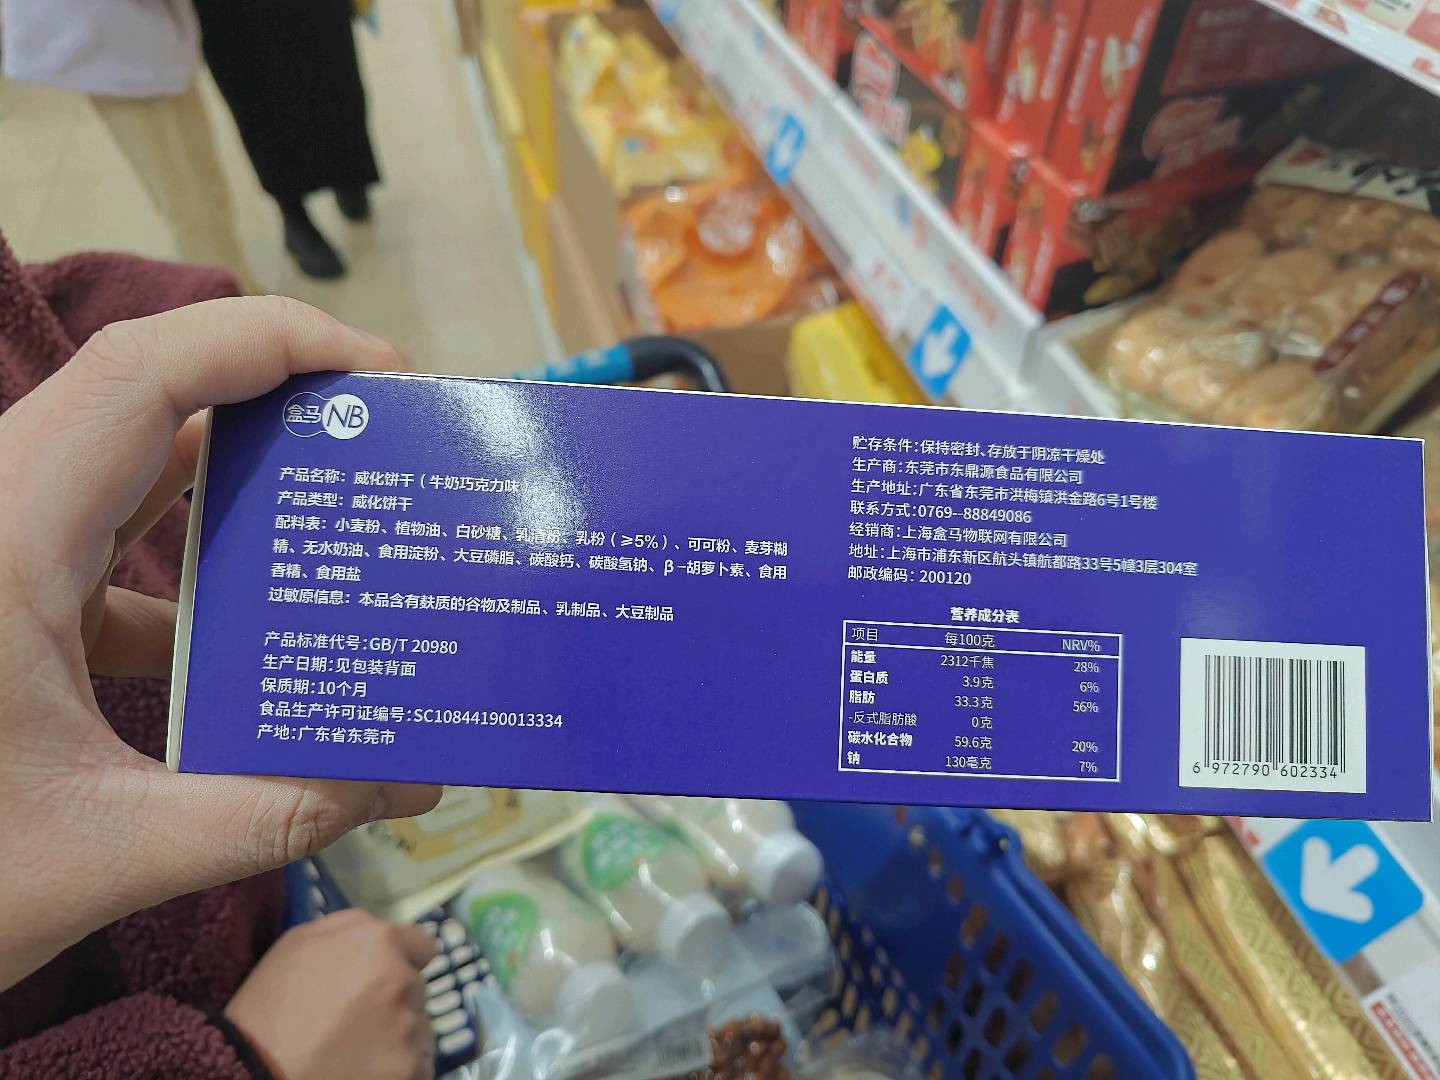 盒马 NB
产品名称：威化饼干（牛奶巧克力味）
产品类型：威化饼干
配料表：小麦粉、植物油、白砂糖、乳清粉、乳粉（≥5%）、可可粉、麦芽糊
精、无水奶油、食用淀粉、大豆磷脂、碳酸钙、碳酸氢钠、β-胡萝卜素、食用
香精、食用盐
过敏原信息：本品含有麸质的谷物及制品、乳制品、大豆制品
产品标准代号:GB/T 20980
生产日期:见包装背面
保质期:10个月
食品生产许可证编号:SC10844190013334
产地:广东省东莞市
贮存条件:保持密封、存放于阴凉干燥处
生产商:东莞市东鼎源食品有限公司
生产地址:广东省东莞市洪梅镇洪金路6号1号楼
联系方式:0769--88849086
经销商:上海盒马物联网有限公司
地址:上海市浦东新区航头镇航都路33号5幢3层304室
邮政编码:200120
营养成分表
项目 每100克 NRV%
能量 2312千焦 28%
蛋白质 3.9克 6%
脂肪 33.3克 56%
-反式脂肪酸 0克
碳水化合物 59.6克 20%
钠 130毫克 7%
6 972790 602334